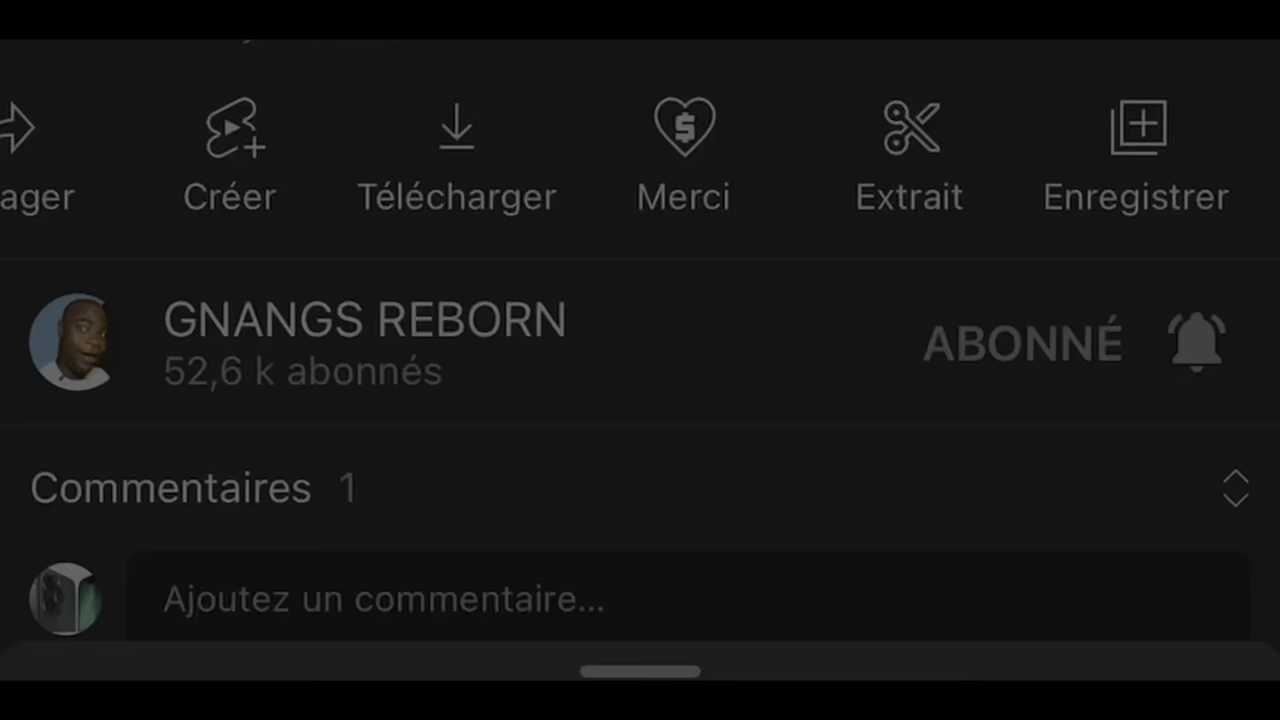 ager
Créer
Télécharger
Merci
Extrait
Enregistrer
GNANGS REBORN
52,6 k abonnés
ABONNÉ
Commentaires 1
Ajoutez un commentaire...